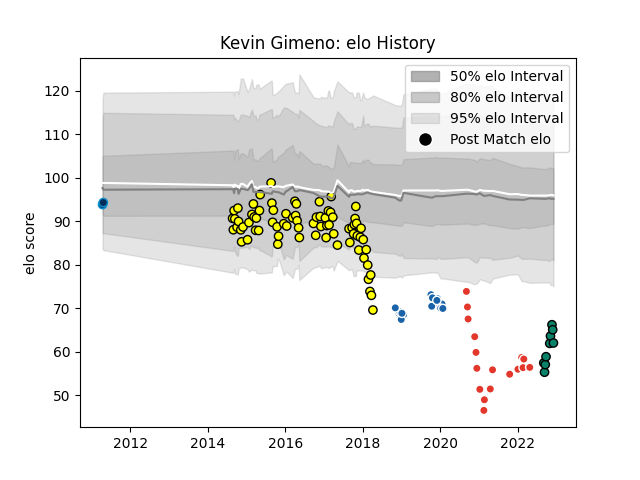 Kevin Gimeno: elo History
50% elo Interval
80% elo Interval
95% elo Interval
Post Match elo
elo score
120
110
100
90
80
70
60
50
2012
2014
2016
2018
2020
2022